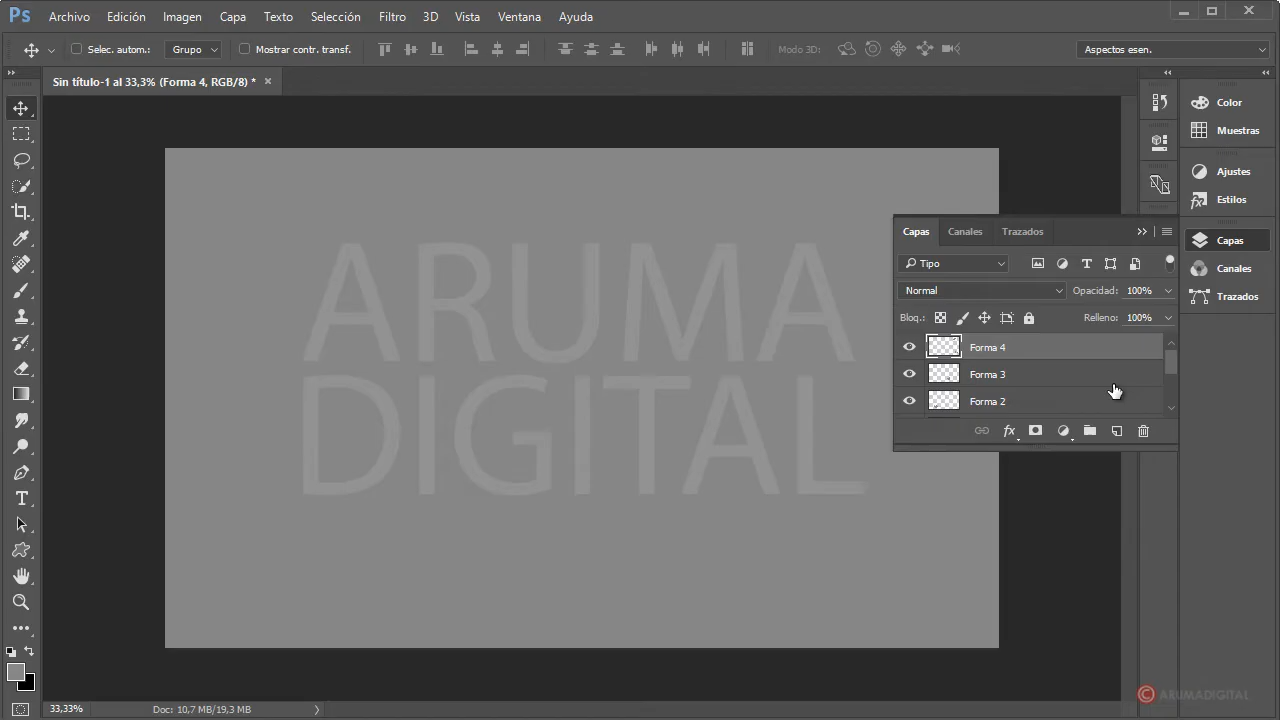 Ps Archivo Edición Imagen Capa Texto Selección Filtro 3D Vista Ventana Ayuda
Selec. autom.: Grupo Mostrar contr. transf. Modo 3D: Aspectos esen.
Sin título-1 al 33,3% (Forma 4, RGB/8) * ×
Color
Muestras
Ajustes
Estilos
Capas
Canales
Trazados
ARUMA
DIGITAL
Capas Canales Trazados
Tipo
Normal Opacidad: 100%
Bloq.: Relleno: 100%
Forma 4
Forma 3
Forma 2
fx
33,33% Doc: 10,7 MB/19,3 MB
© ARUMADIGITAL